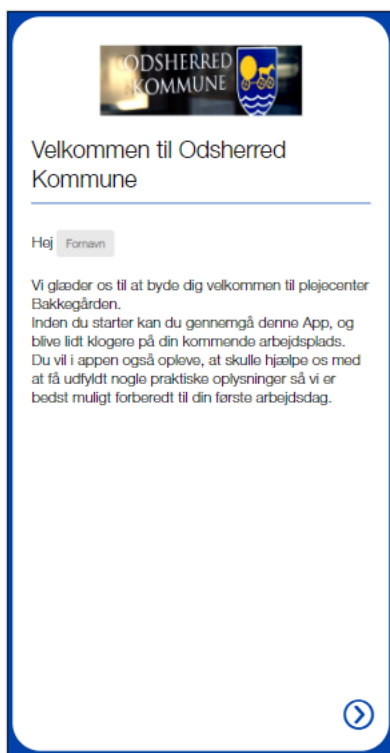 ODSHERRED
KOMMUNE
Velkommen til Odsherred
Kommune
Hej Fornavn
Vi glæder os til at byde dig velkommen til plejecenter
Bakkegården.
Inden du starter kan du gennemgå denne App, og
blive lidt klogere på din kommende arbejdsplads.
Du vil i appen også opleve, at skulle hjælpe os med
at få udfyldt nogle praktiske oplysninger så vi er
bedst muligt forberedt til din første arbejdsdag.